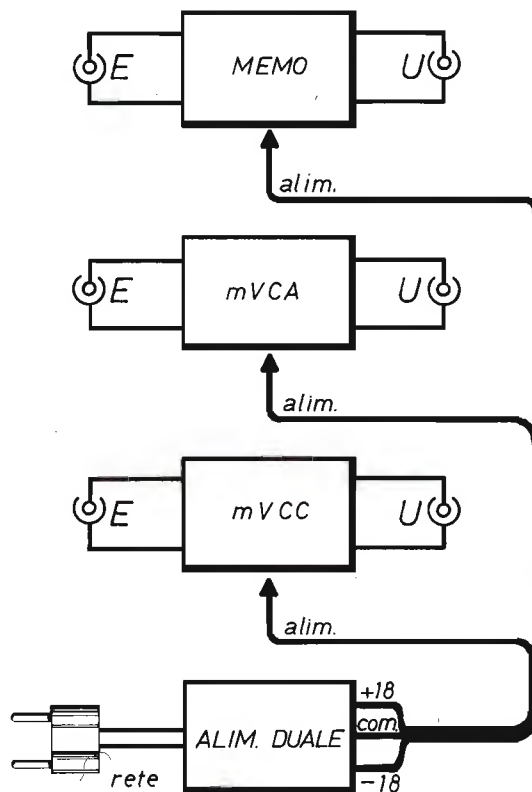 E MEMO U
alim.
E mVCA U
alim.
E mVCC U
alim.
+18
ALIM. DUALE com.
-18
rete